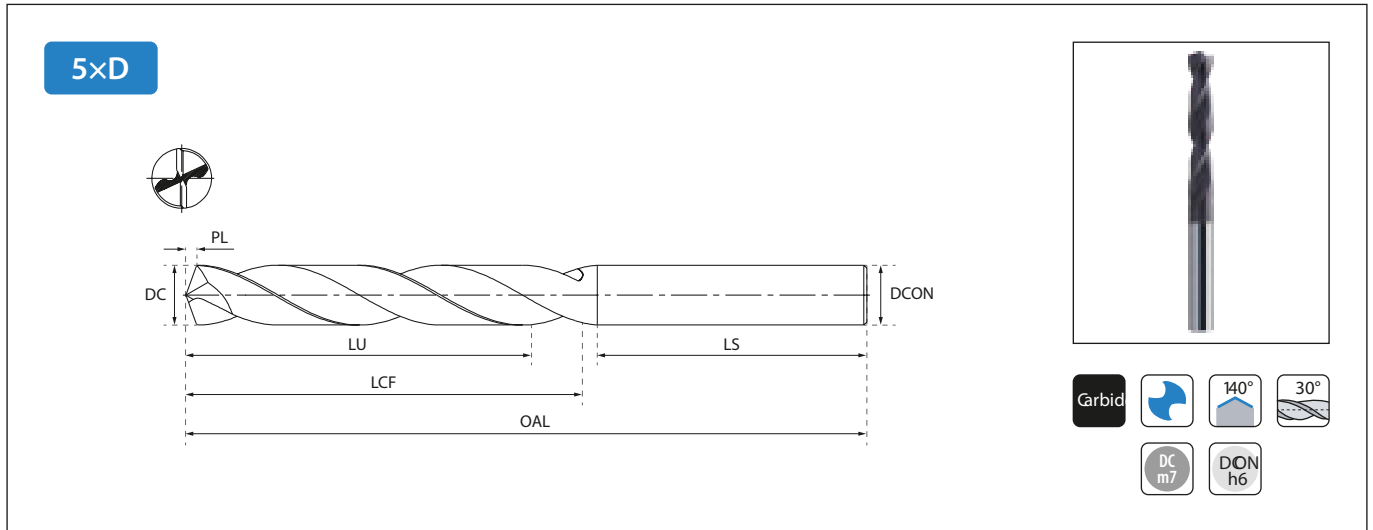 5×D
PL
DC
DCON
LU
LS
LCF
OAL
Carbid
140°
30°
DC
m7
DCON
h6